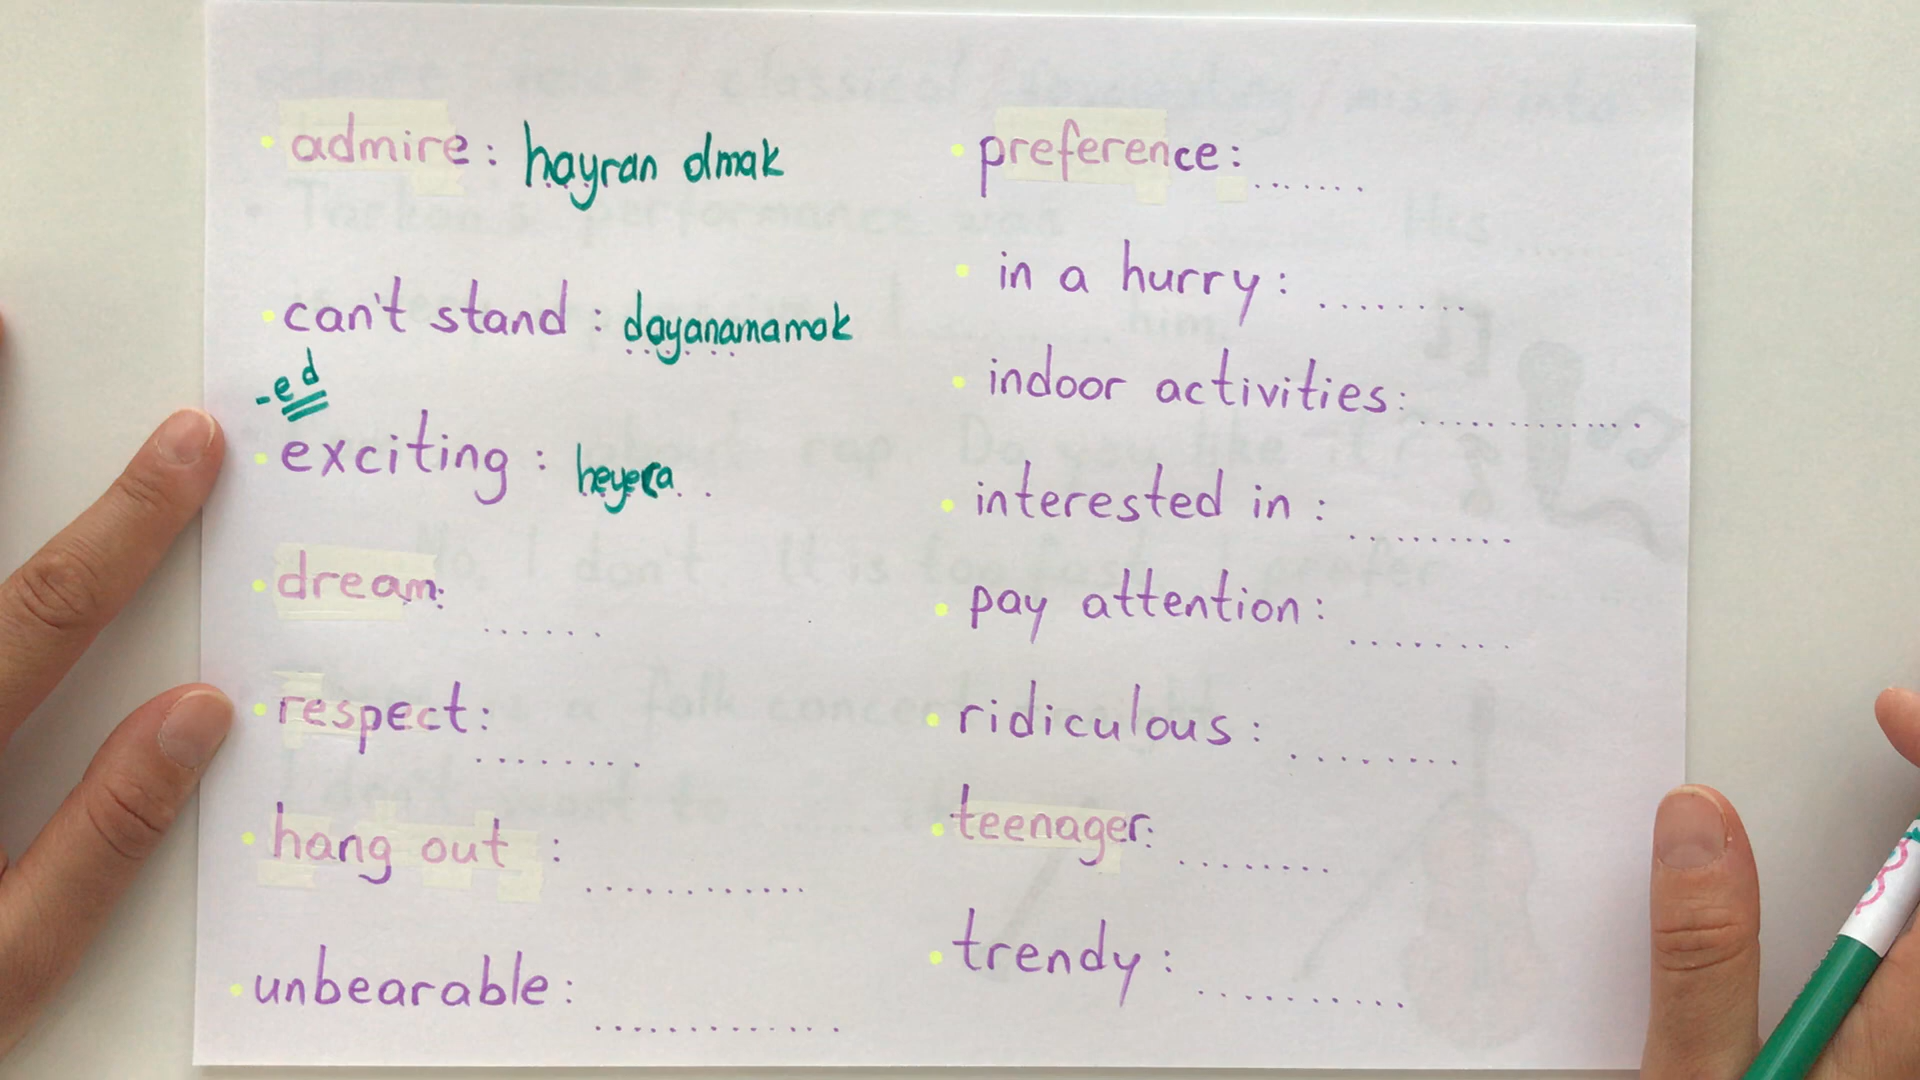 admire: hayran olmak
can't stand: dayanamamak
-ed
exciting: heyeca..
dream: ......
respect: ........
hang out : ............
unbearable: .............
preference: .......
in a hurry: ........
indoor activities: .............
interested in : .........
pay attention: ........
ridiculous: ........
teenager: ........
trendy: ...........